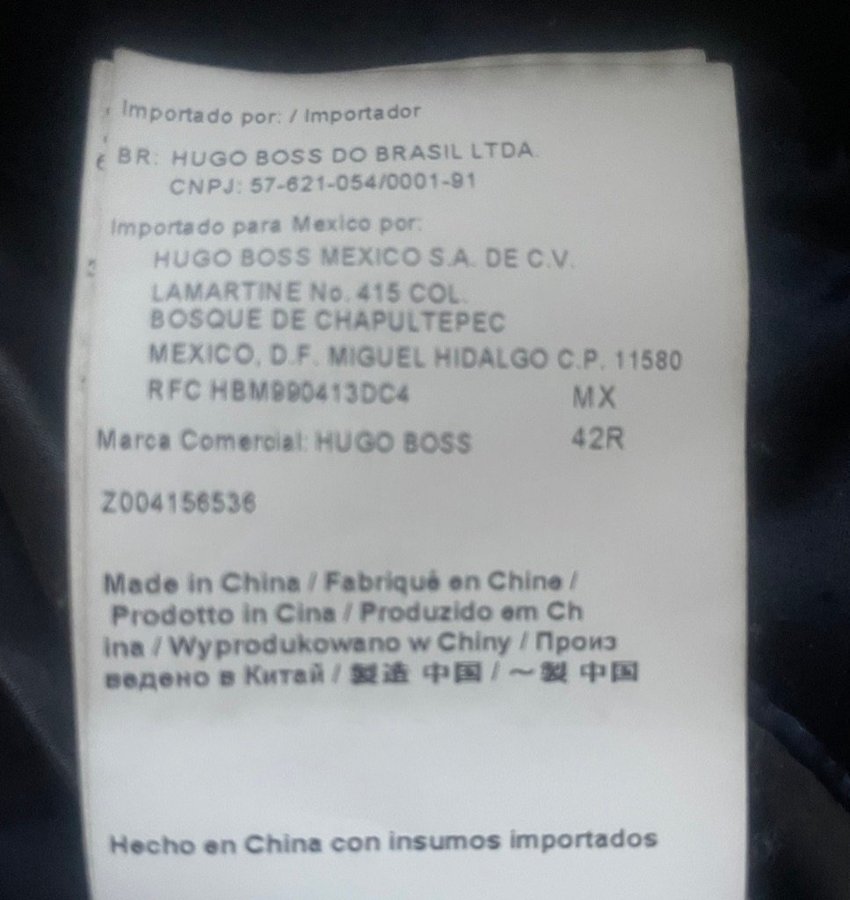 Importado por: / Importador
BR: HUGO BOSS DO BRASIL LTDA.
CNPJ: 57-621-054/0001-91
Importado para Mexico por:
HUGO BOSS MEXICO S.A. DE C.V.
LAMARTINE No. 415 COL.
BOSQUE DE CHAPULTEPEC
MEXICO, D.F. MIGUEL HIDALGO C.P. 11580
RFC HBM990413DC4 MX
Marca Comercial: HUGO BOSS 42R
Z004156536
Made in China / Fabriqué en Chine /
Prodotto in Cina / Produzido em Ch
ina / Wyprodukowano w Chiny / Произ
ведено в Китай / 製造 中国 / ～製 中国
Hecho en China con insumos importados